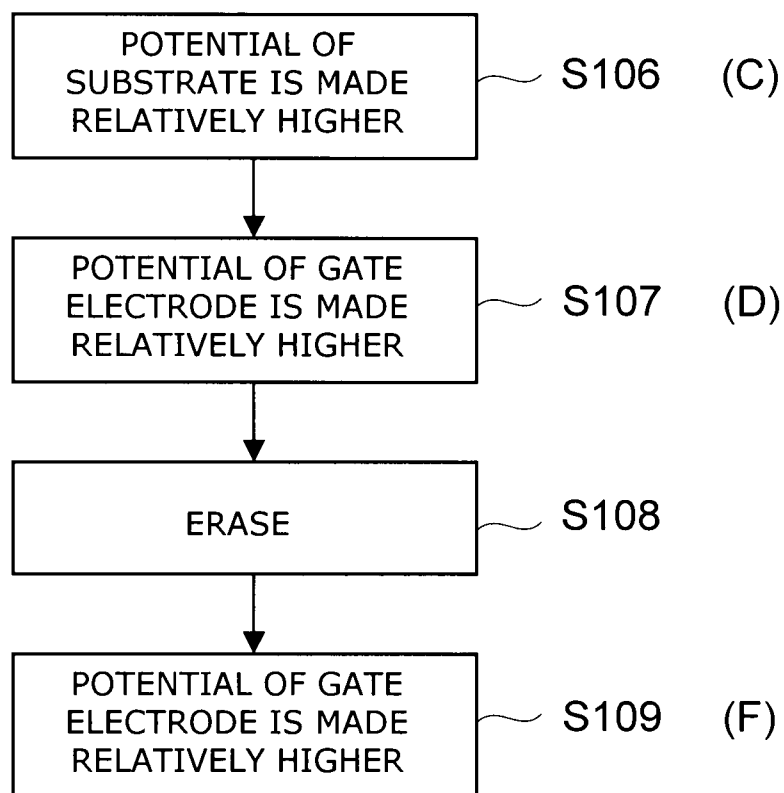 POTENTIAL OF
SUBSTRATE IS MADE
RELATIVELY HIGHER
S106 (C)
POTENTIAL OF GATE
ELECTRODE IS MADE
RELATIVELY HIGHER
S107 (D)
ERASE
S108
POTENTIAL OF GATE
ELECTRODE IS MADE
RELATIVELY HIGHER
S109 (F)